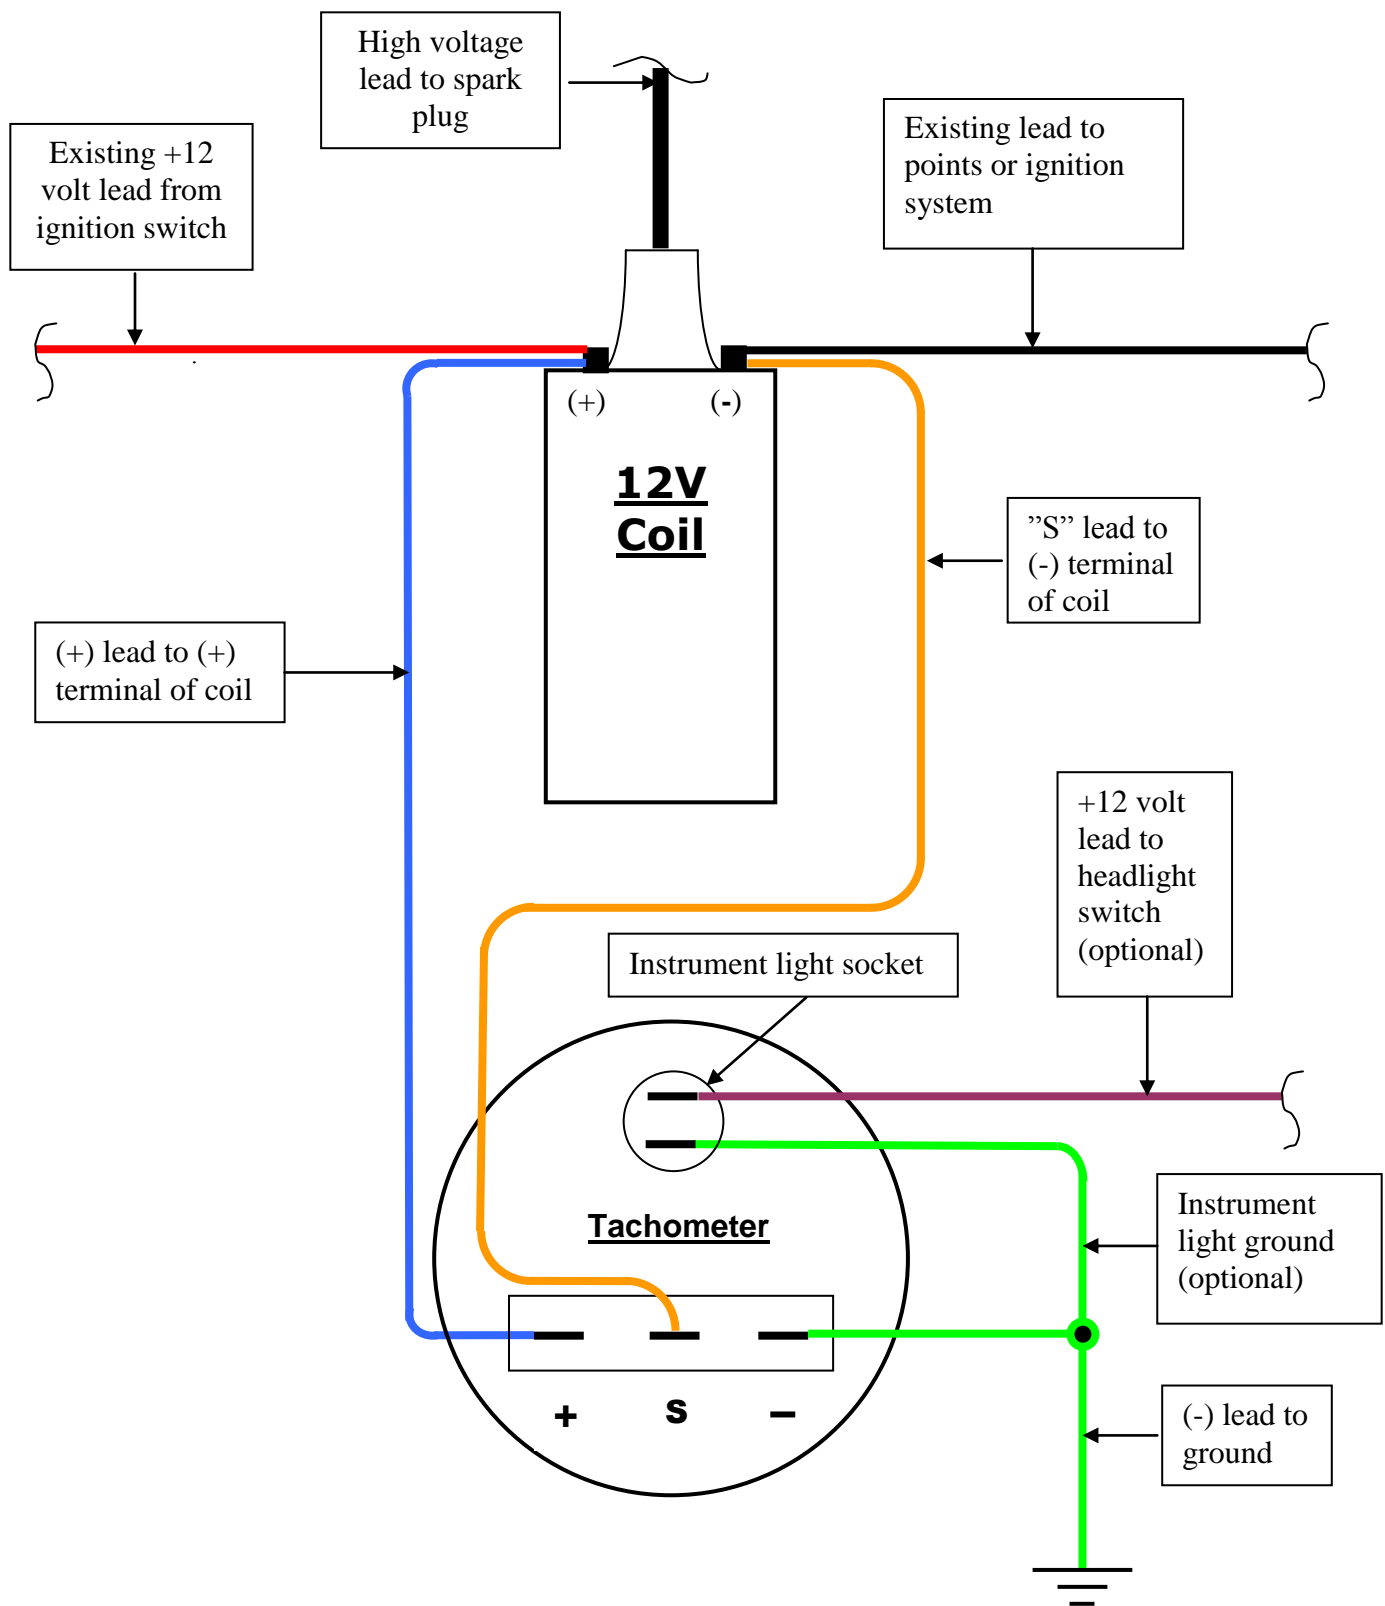 High voltage
lead to spark
plug
Existing +12
volt lead from
ignition switch
Existing lead to
points or ignition
system
(+)
(-)
12V
Coil
”S” lead to
(-) terminal
of coil
(+) lead to (+)
terminal of coil
+12 volt
lead to
headlight
switch
(optional)
Instrument light socket
Tachometer
Instrument
light ground
(optional)
+ S –
(-) lead to
ground